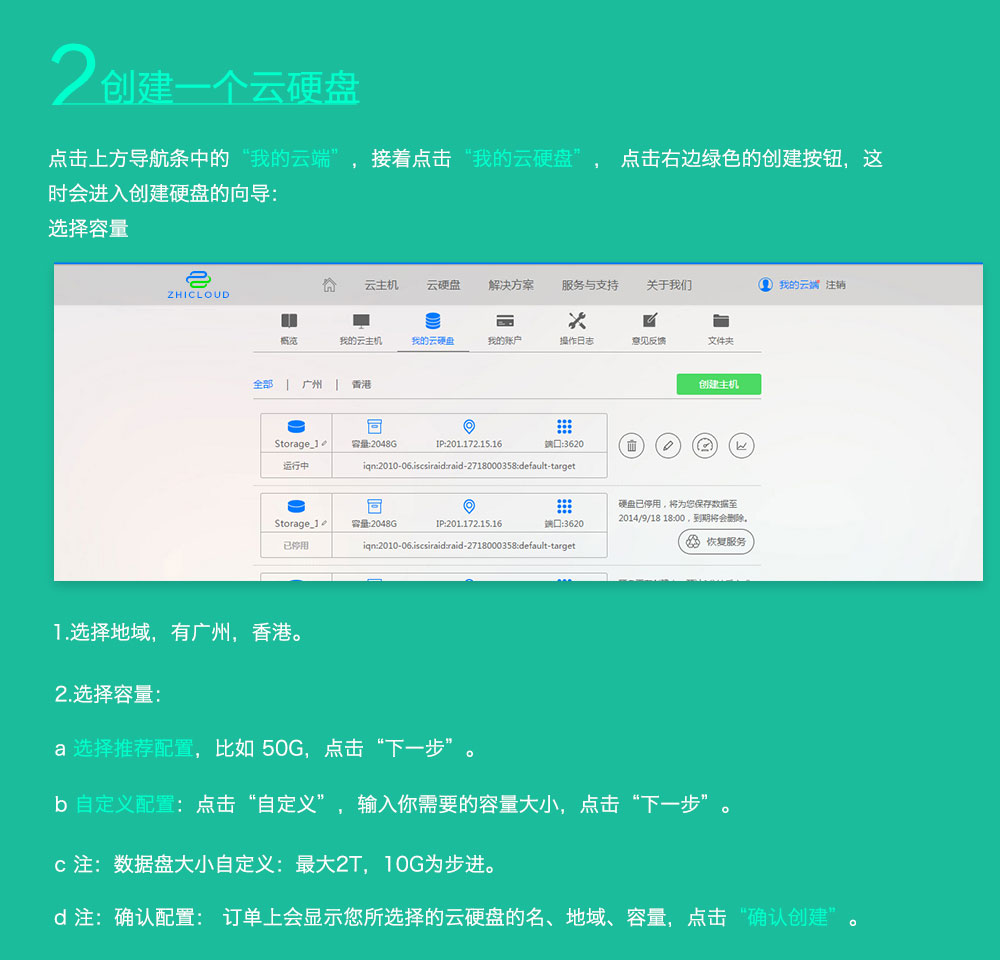 2创建一个云硬盘
点击上方导航条中的“我的云端”，接着点击“我的云硬盘”， 点击右边绿色的创建按钮，这
时会进入创建硬盘的向导：
选择容量
ZHICLOUD
云主机 云硬盘 解决方案 服务与支持 关于我们 我的云端 注销
概览 我的云主机 我的云硬盘 我的账户 操作日志 意见反馈 文件夹
全部 | 广州 | 香港 创建主机
Storage_1 容量:2048G IP:201.172.15.16 端口:3620
运行中 iqn:2010-06.iscsiraid:raid-2718000358:default-target
硬盘已停用，将为您保存数据至
2014/9/18 18:00，到期将会删除。
Storage_1 容量:2048G IP:201.172.15.16 端口:3620
已停用 iqn:2010-06.iscsiraid:raid-2718000358:default-target 恢复服务
1.选择地域，有广州，香港。
2.选择容量：
a 选择推荐配置，比如 50G，点击“下一步”。
b 自定义配置：点击“自定义”，输入你需要的容量大小，点击“下一步”。
c 注：数据盘大小自定义：最大2T，10G为步进。
d 注：确认配置： 订单上会显示您所选择的云硬盘的名、地域、容量，点击“确认创建”。